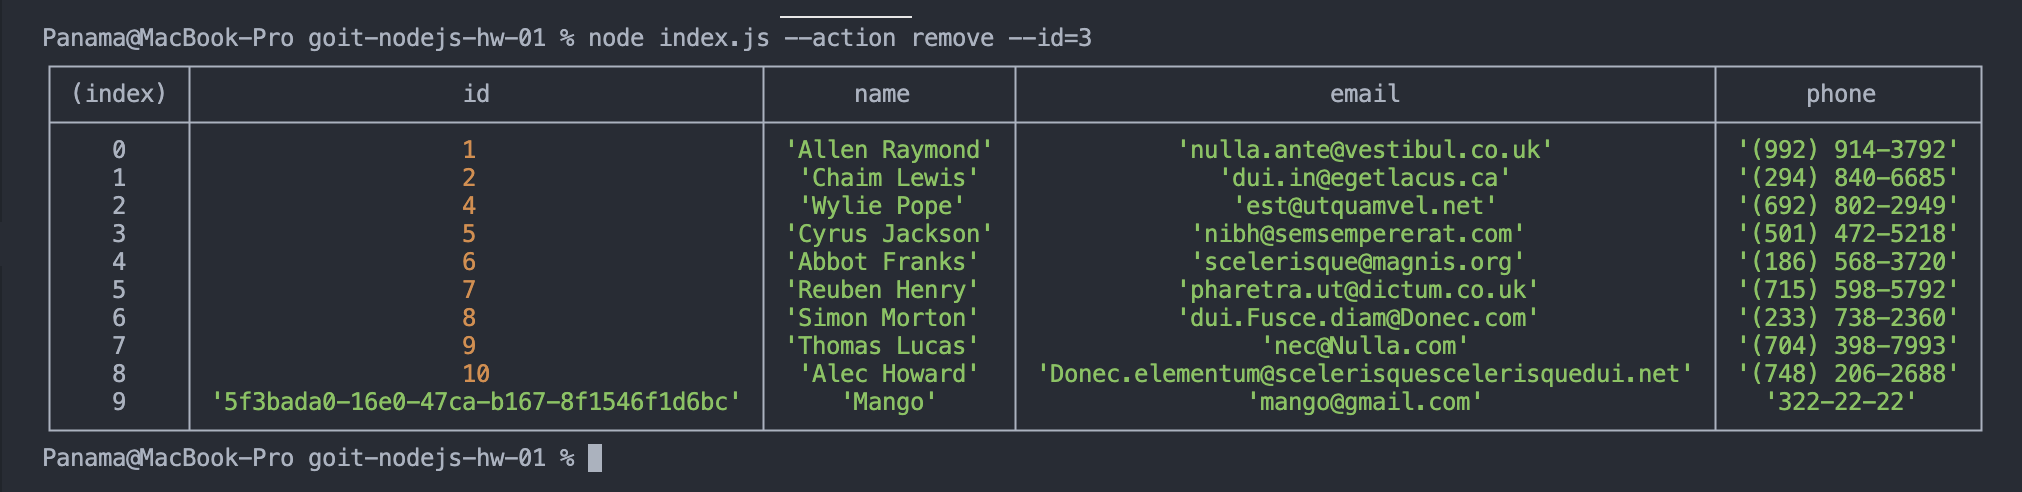 Panama@MacBook-Pro goit-nodejs-hw-01 % node index.js --action remove --id=3
(index) id name email phone
0 1 'Allen Raymond' 'nulla.ante@vestibul.co.uk' '(992) 914-3792'
1 2 'Chaim Lewis' 'dui.in@egetlacus.ca' '(294) 840-6685'
2 4 'Wylie Pope' 'est@utquamvel.net' '(692) 802-2949'
3 5 'Cyrus Jackson' 'nibh@semsempererat.com' '(501) 472-5218'
4 6 'Abbot Franks' 'scelerisque@magnis.org' '(186) 568-3720'
5 7 'Reuben Henry' 'pharetra.ut@dictum.co.uk' '(715) 598-5792'
6 8 'Simon Morton' 'dui.Fusce.diam@Donec.com' '(233) 738-2360'
7 9 'Thomas Lucas' 'nec@Nulla.com' '(704) 398-7993'
8 10 'Alec Howard' 'Donec.elementum@scelerisquescelerisquedui.net' '(748) 206-2688'
9 '5f3bada0-16e0-47ca-b167-8f1546f1d6bc' 'Mango' 'mango@gmail.com' '322-22-22'
Panama@MacBook-Pro goit-nodejs-hw-01 %